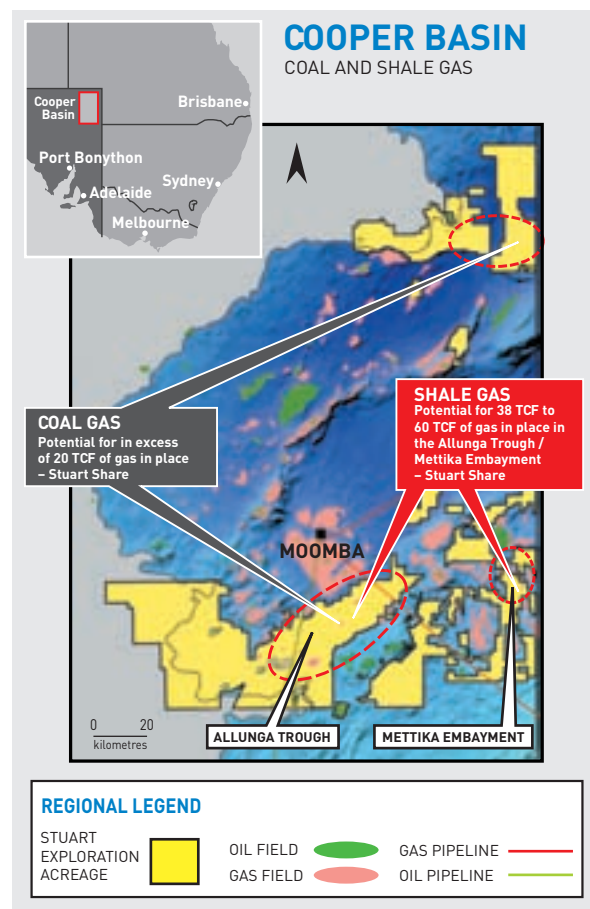 COOPER BASIN
COAL AND SHALE GAS
Cooper
Basin
Brisbane
Port Bonython
Adelaide
Sydney
Melbourne
COAL GAS
Potential for in excess
of 20 TCF of gas in place
– Stuart Share
SHALE GAS
Potential for 38 TCF to
60 TCF of gas in place in
the Allunga Trough /
Mettika Embayment
– Stuart Share
MOOMBA
0 20
kilometres
ALLUNGA TROUGH
METTIKA EMBAYMENT
REGIONAL LEGEND
STUART
EXPLORATION
ACREAGE
OIL FIELD
GAS FIELD
GAS PIPELINE
OIL PIPELINE